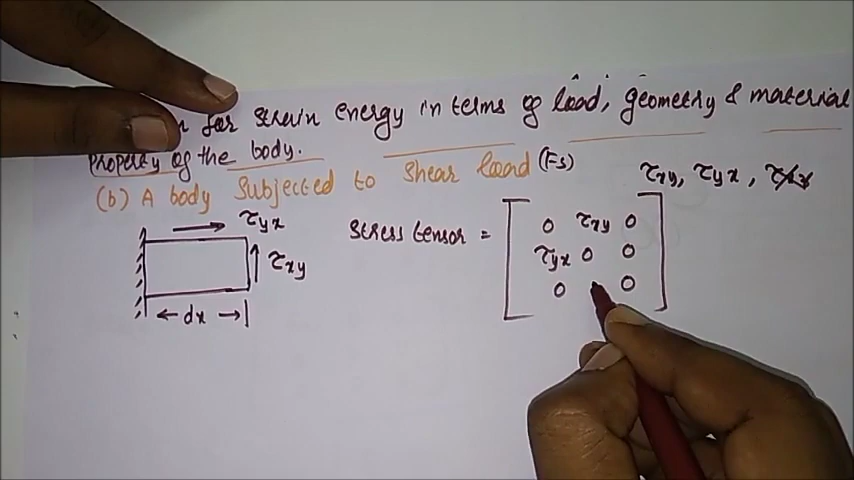 for strain energy in terms of load, geometry & material
property of the body.
(b) A body subjected to shear load (Fs)
τxy, τyx,
τyx
τxy
dx
Stress tensor =
0 τxy 0
τyx 0 0
0 0